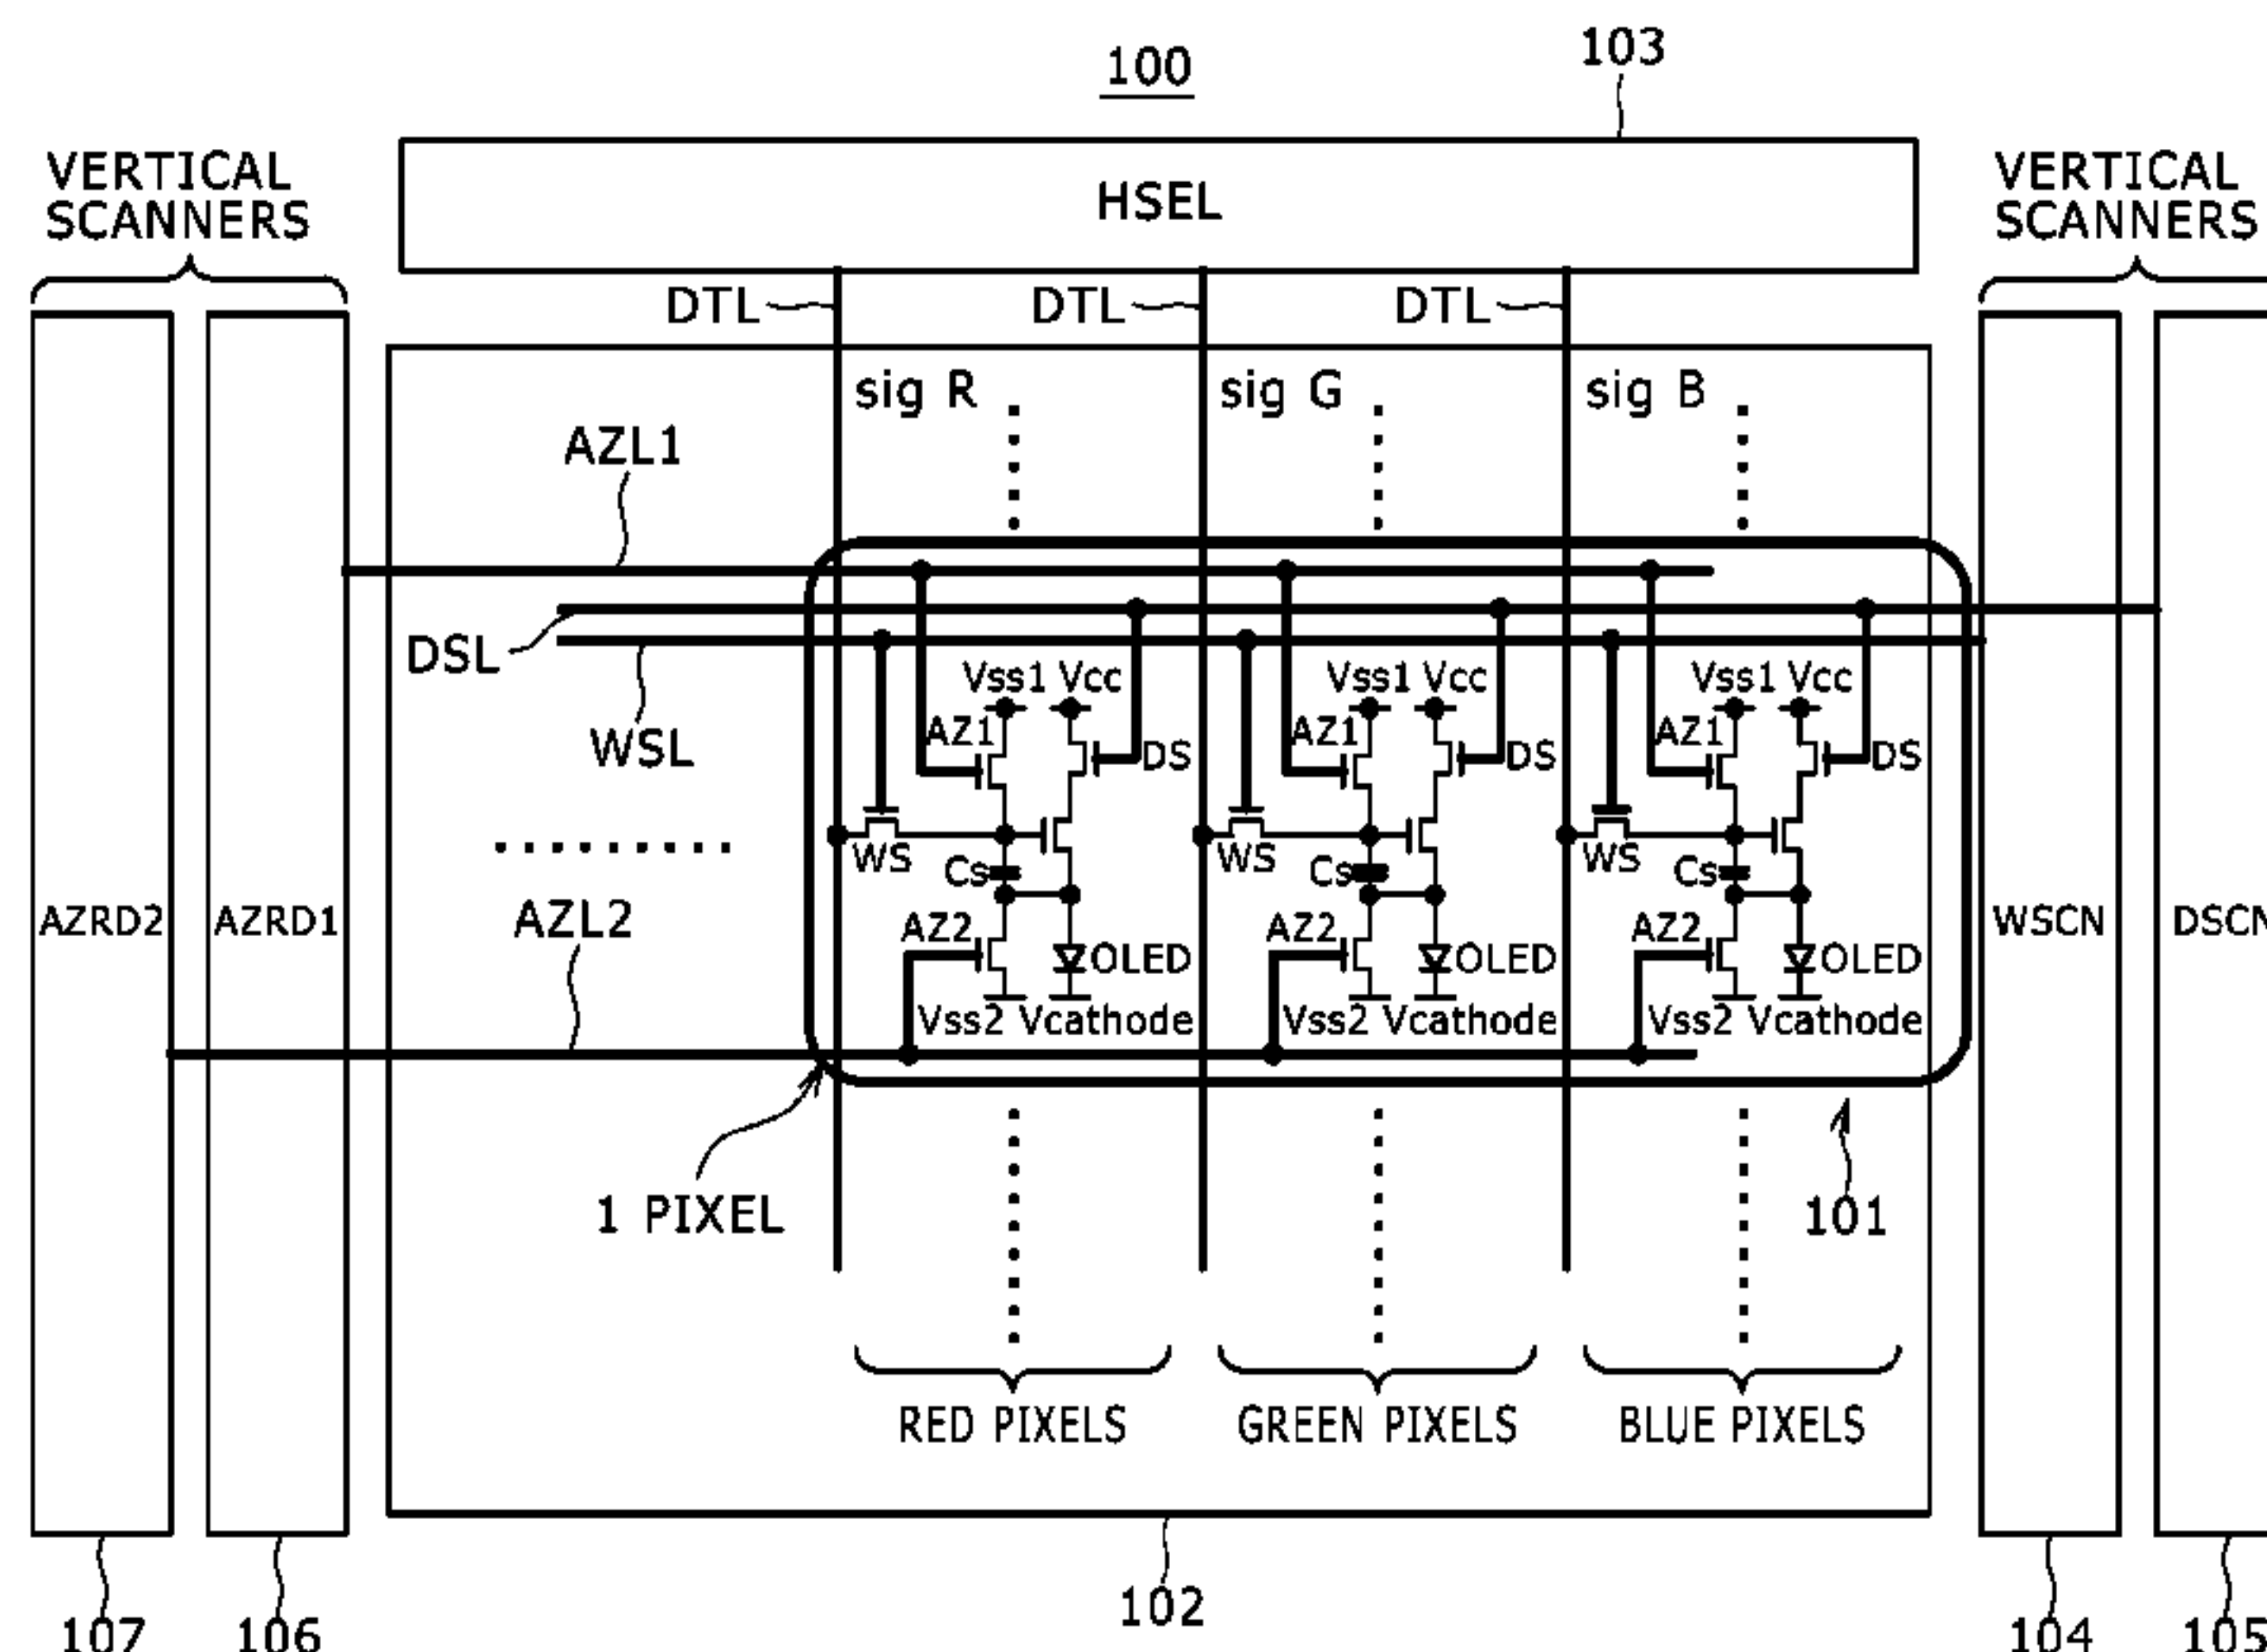 100
103
VERTICAL
SCANNERS
HSEL
VERTICAL
SCANNERS
DTL
DTL
DTL
sig R
sig G
sig B
AZL1
DSL
WSL
Vss1 Vcc
Vss1 Vcc
Vss1 Vcc
AZ1
DS
AZ1
DS
AZ1
DS
WS
Cs
WS
Cs
WS
Cs
AZRD2
AZRD1
AZL2
AZ2
OLED
AZ2
OLED
AZ2
OLED
WSCN
DSCN
Vss2 Vcathode
Vss2 Vcathode
Vss2 Vcathode
1 PIXEL
101
RED PIXELS
GREEN PIXELS
BLUE PIXELS
102
107
106
104
105